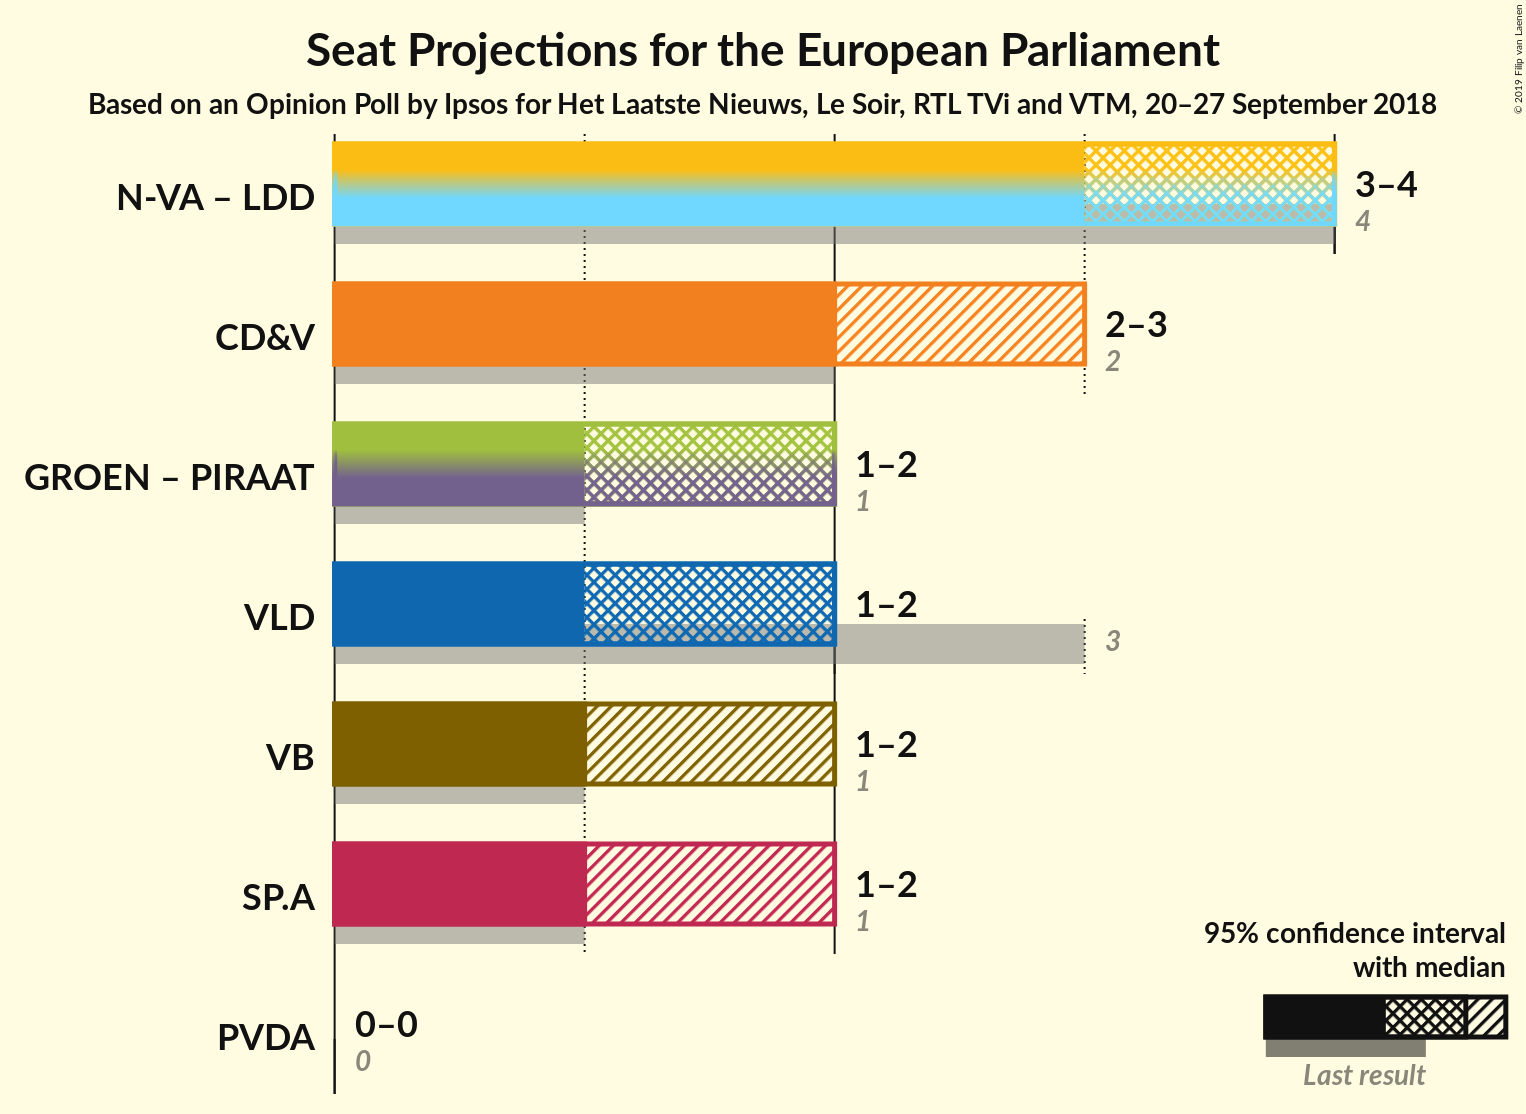 Seat Projections for the European Parliament
Based on an Opinion Poll by Ipsos for Het Laatste Nieuws, Le Soir, RTL TVi and VTM, 20–27 September 2018
© 2019 Filip van Laenen
N-VA – LDD
3–4
4
CD&V
2–3
2
GROEN – PIRAAT
1–2
1
VLD
1–2
3
VB
1–2
1
SP.A
1–2
1
PVDA
0–0
0
95% confidence interval
with median
Last result